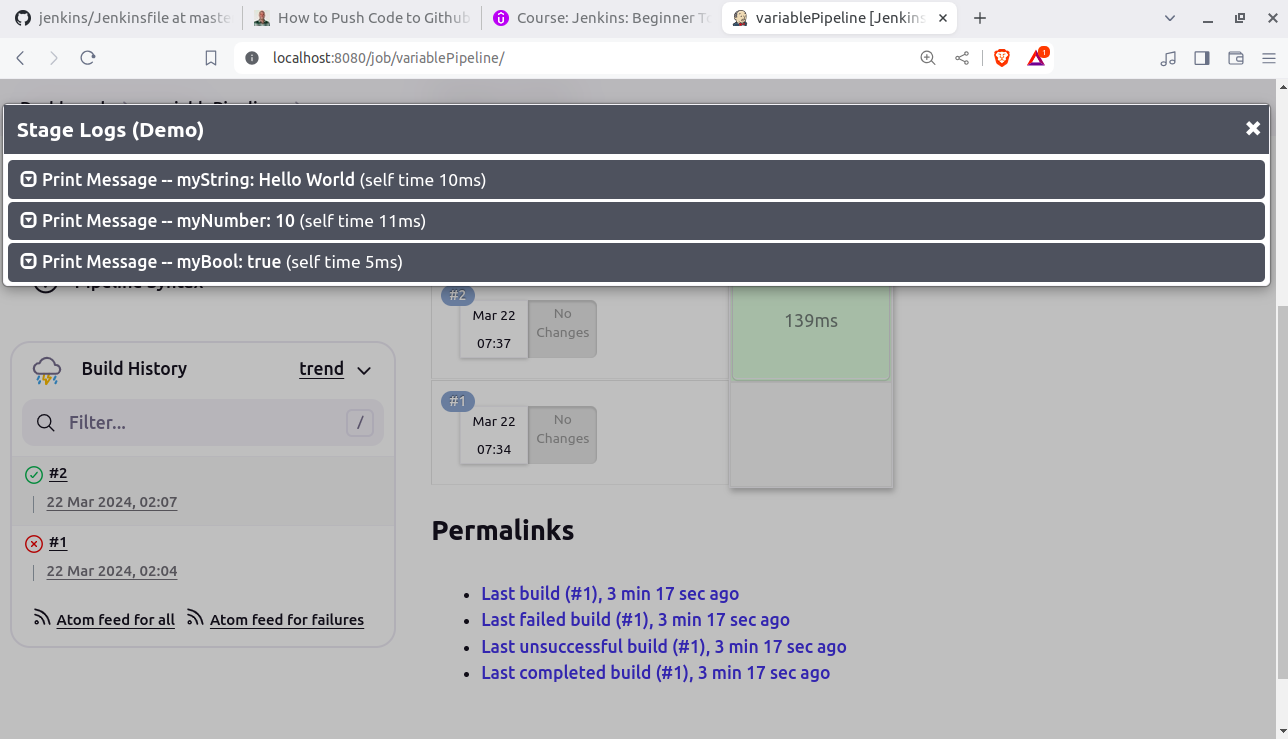 jenkins/Jenkinsfile at maste
How to Push Code to Github
Course: Jenkins: Beginner To
variablePipeline [Jenkins
localhost:8080/job/variablePipeline/
1
Stage Logs (Demo)
Print Message -- myString: Hello World (self time 10ms)
Print Message -- myNumber: 10 (self time 11ms)
Print Message -- myBool: true (self time 5ms)
Pipeline Syntax
#2
Mar 22
07:37
No
Changes
139ms
#1
Mar 22
07:34
No
Changes
Build History
trend
Filter...
/
#2
22 Mar 2024, 02:07
#1
22 Mar 2024, 02:04
Atom feed for all
Atom feed for failures
Permalinks
• Last build (#1), 3 min 17 sec ago
• Last failed build (#1), 3 min 17 sec ago
• Last unsuccessful build (#1), 3 min 17 sec ago
• Last completed build (#1), 3 min 17 sec ago